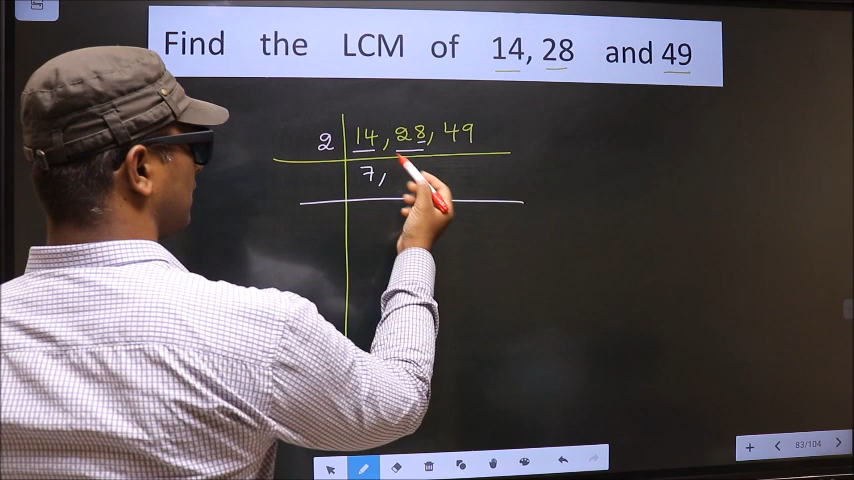 Find the LCM of 14, 28 and 49
2 14, 28, 49
7,
83/104